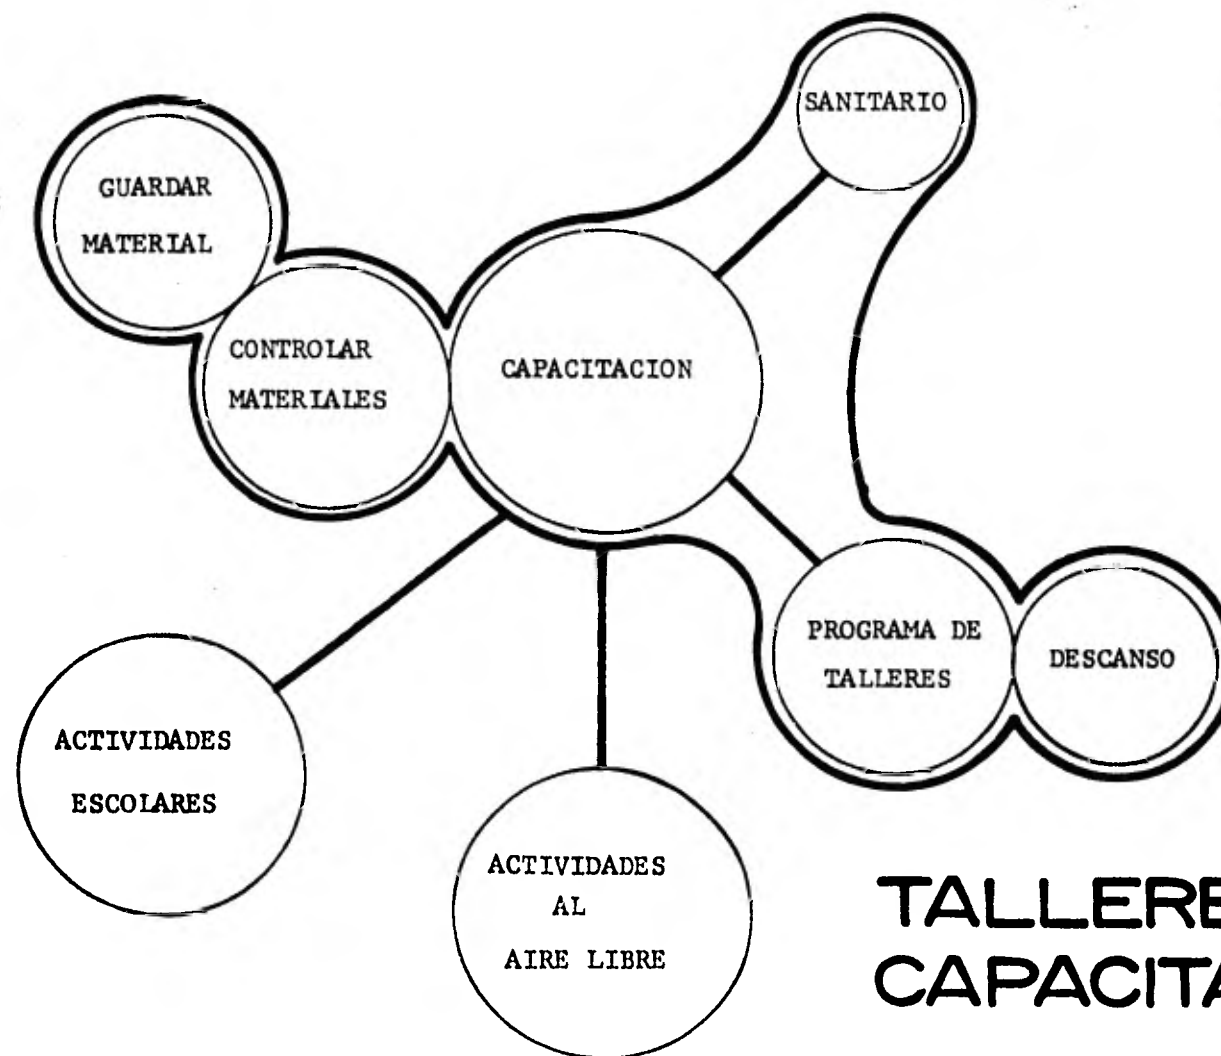 SANITARIO
GUARDAR
MATERIAL
CONTROLAR
MATERIALES
CAPACITACION
PROGRAMA DE
TALLERES
DESCANSO
ACTIVIDADES
ESCOLARES
ACTIVIDADES
AL
AIRE LIBRE